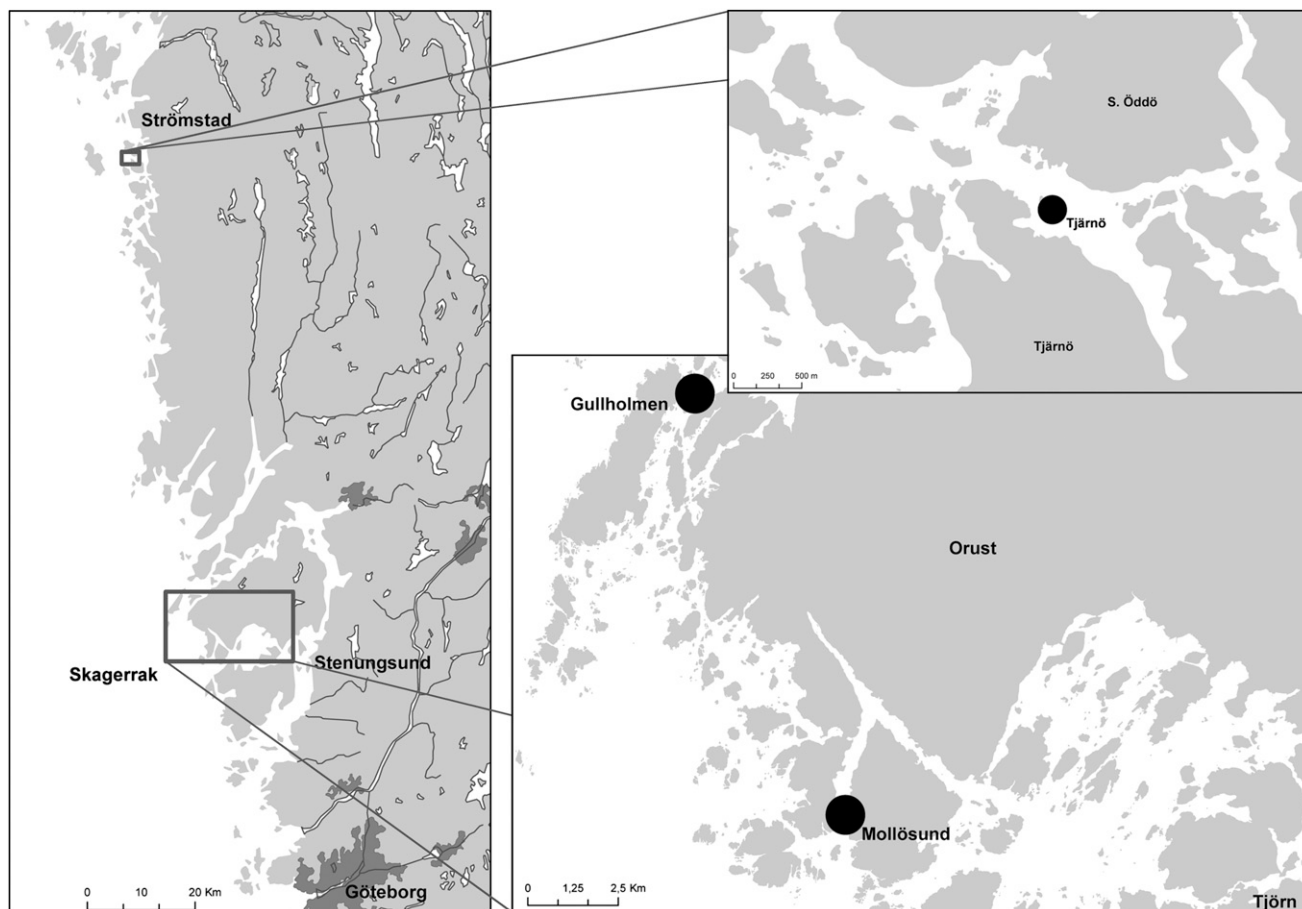 Strömstad
Skagerrak
Stenungsund
Göteborg
0 10 20 Km
S. Öddö
Tjärnö
Tjärnö
0 250 500 m
Gullholmen
Orust
Mollösund
Tjörn
0 1,25 2,5 Km